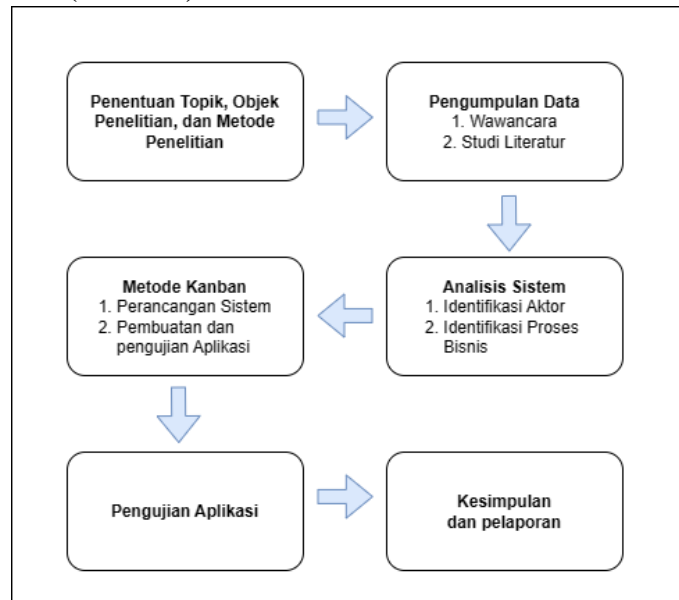 Penentuan Topik, Objek
Penelitian, dan Metode
Penelitian
Pengumpulan Data
1. Wawancara
2. Studi Literatur
Analisis Sistem
1. Identifikasi Aktor
2. Identifikasi Proses
Bisnis
Metode Kanban
1. Perancangan Sistem
2. Pembuatan dan
pengujian Aplikasi
Pengujian Aplikasi
Kesimpulan
dan pelaporan